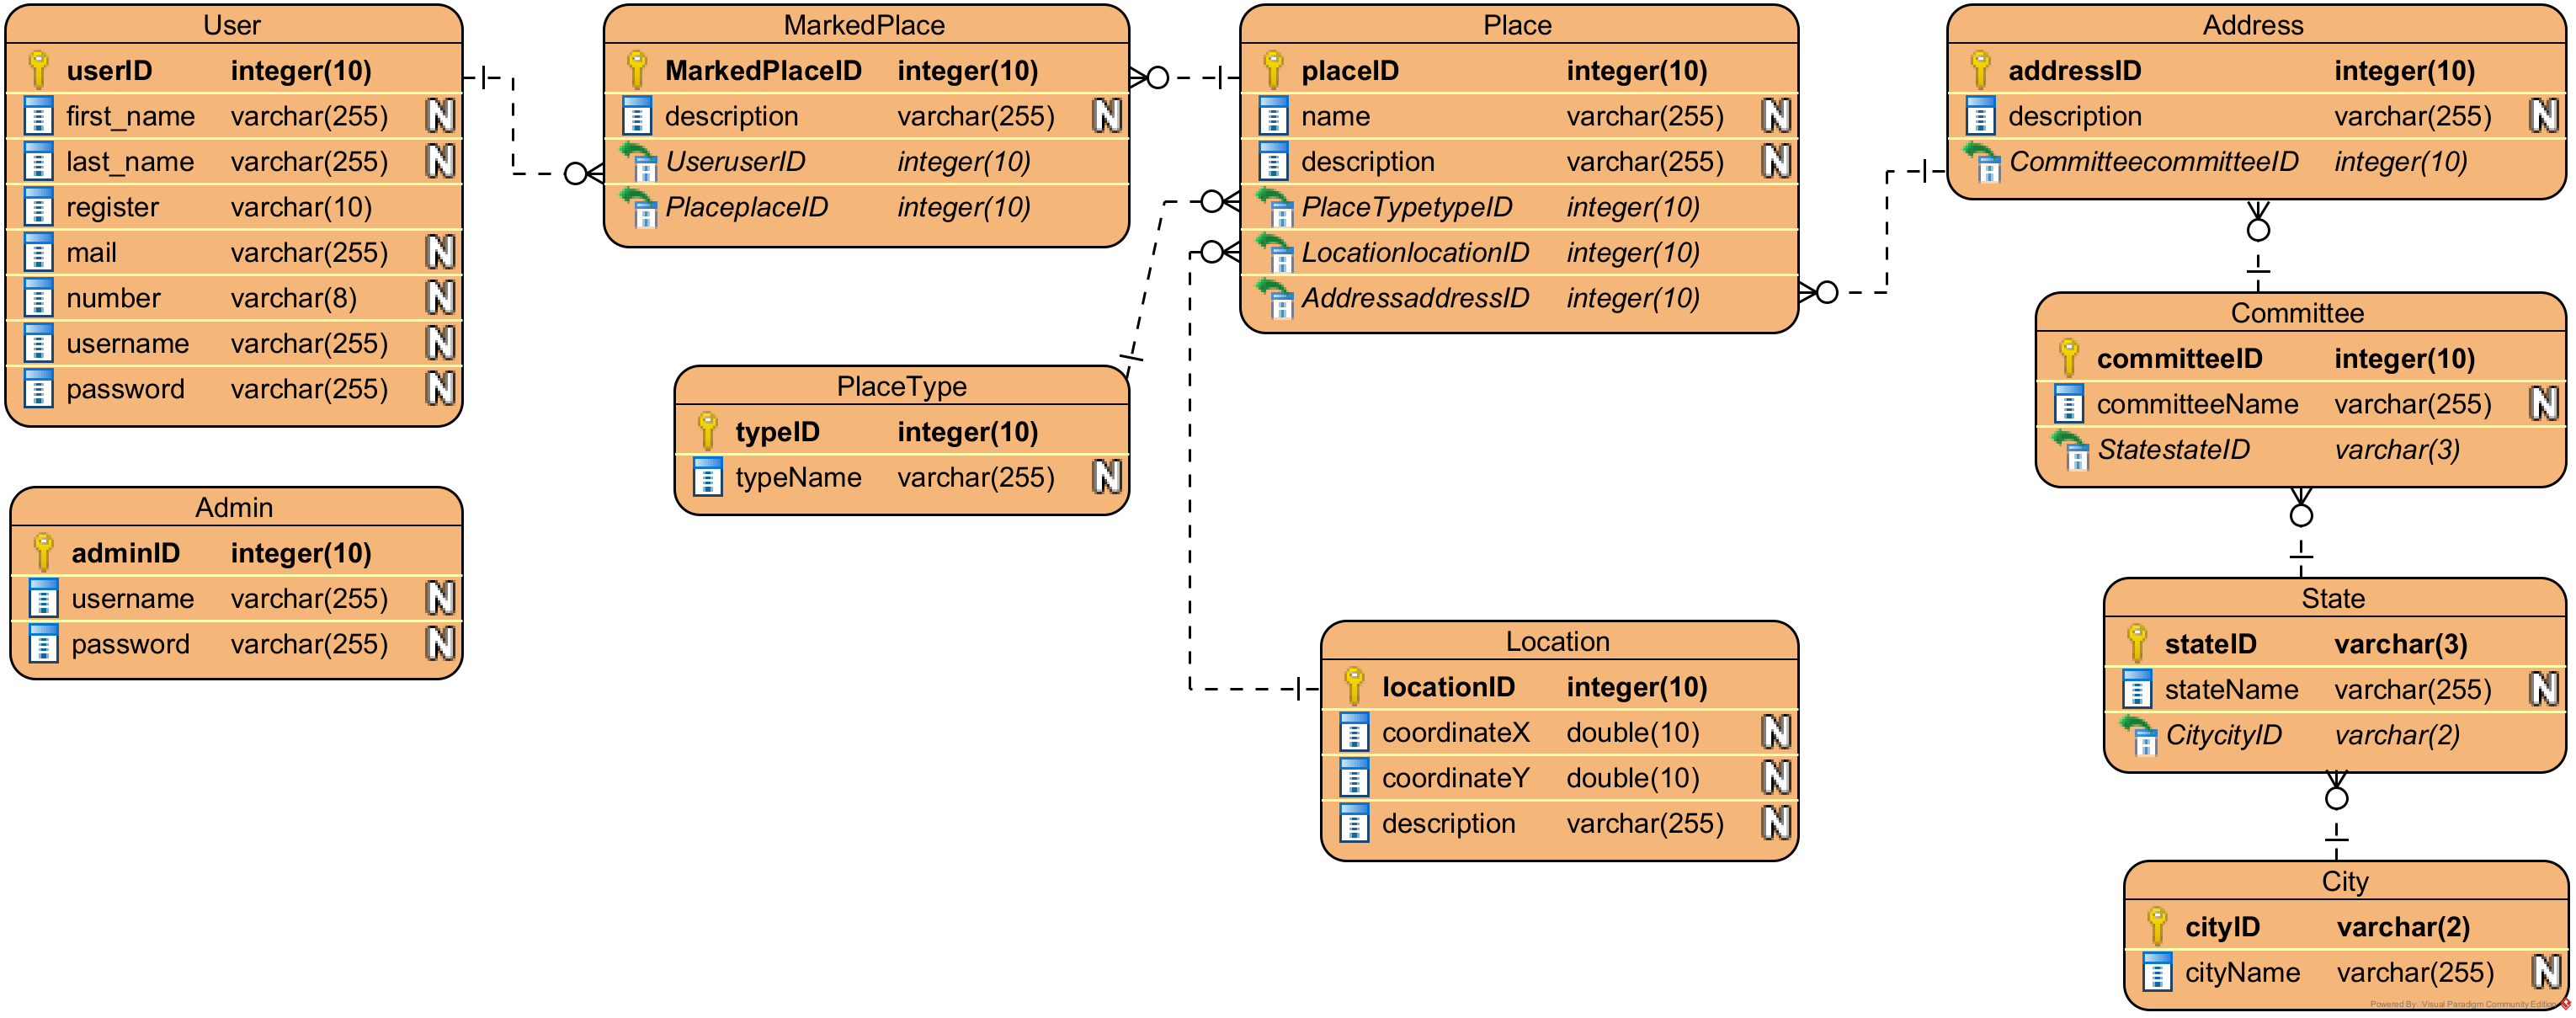 User
userID integer(10)
first_name varchar(255) N
last_name varchar(255) N
register varchar(10)
mail varchar(255) N
number varchar(8) N
username varchar(255) N
password varchar(255) N
Admin
adminID integer(10)
username varchar(255) N
password varchar(255) N
MarkedPlace
MarkedPlaceID integer(10)
description varchar(255) N
UseruserID integer(10)
PlaceplaceID integer(10)
PlaceType
typeID integer(10)
typeName varchar(255) N
Place
placeID integer(10)
name varchar(255) N
description varchar(255) N
PlaceTypetypeID integer(10)
LocationlocationID integer(10)
AddressaddressID integer(10)
Location
locationID integer(10)
coordinateX double(10) N
coordinateY double(10) N
description varchar(255) N
Address
addressID integer(10)
description varchar(255) N
CommitteecommitteeID integer(10)
Committee
committeeID integer(10)
committeeName varchar(255) N
StatestateID varchar(3)
State
stateID varchar(3)
stateName varchar(255) N
CitycityID varchar(2)
City
cityID varchar(2)
cityName varchar(255) N
Powered By Visual Paradigm Community Edition